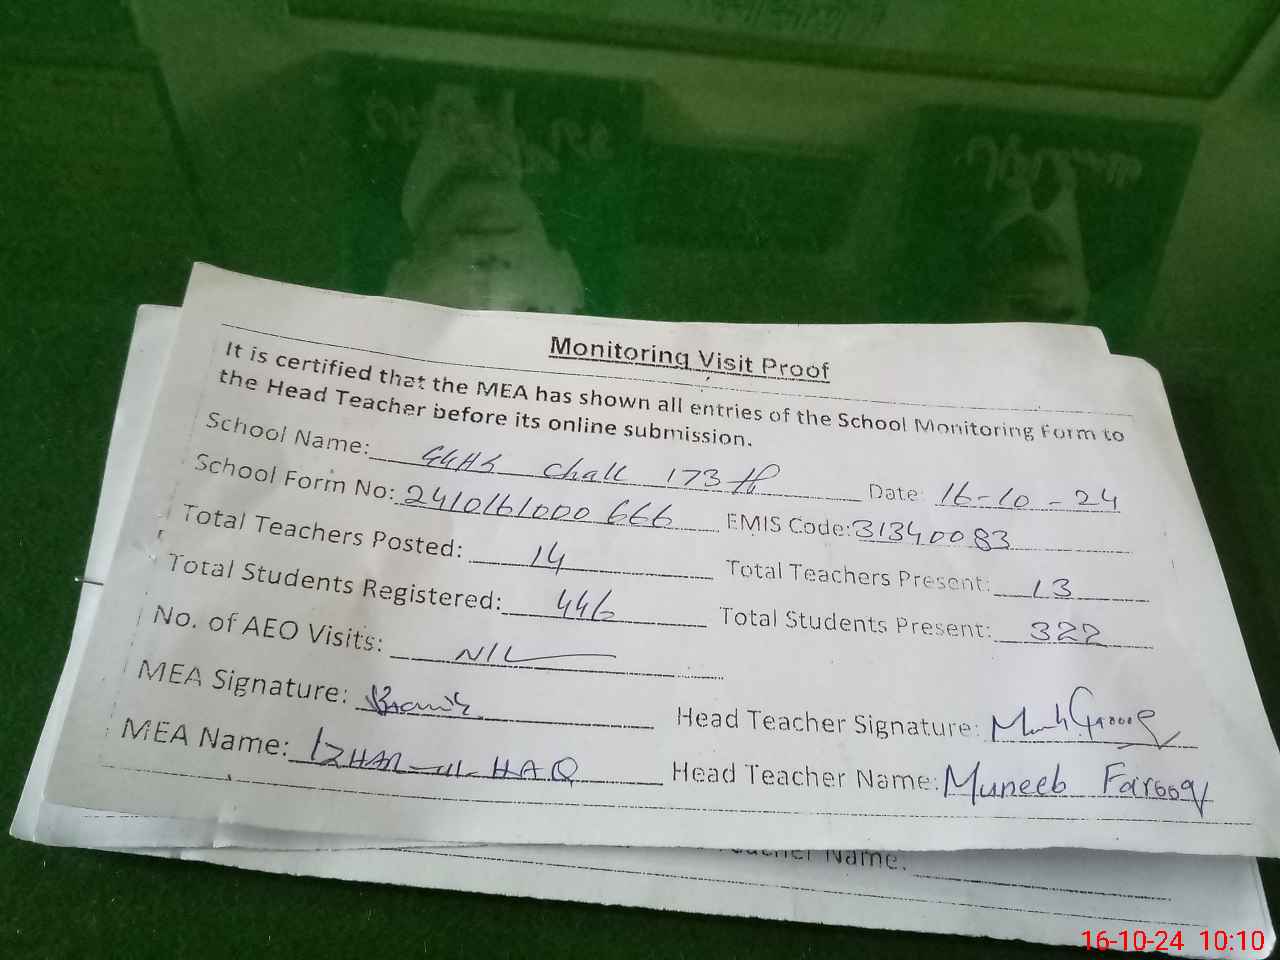 Monitoring Visit Proof
It is certified that the MEA has shown all entries of the School Monitoring Form to
the Head Teacher before its online submission.
School Name: GGHS Chall 173 Date: 16-10-24
School Form No: 2410161000666 EMIS Code: 31340083
Total Teachers Posted: 14 Total Teachers Present: 13
Total Students Registered: 446 Total Students Present: 322
No. of AEO Visits: NIL
MEA Signature: Head Teacher Signature:
MEA Name: IZHAR-ul-HAQ Head Teacher Name: Muneeb Farooq
Teacher Name:
16-10-24 10:10